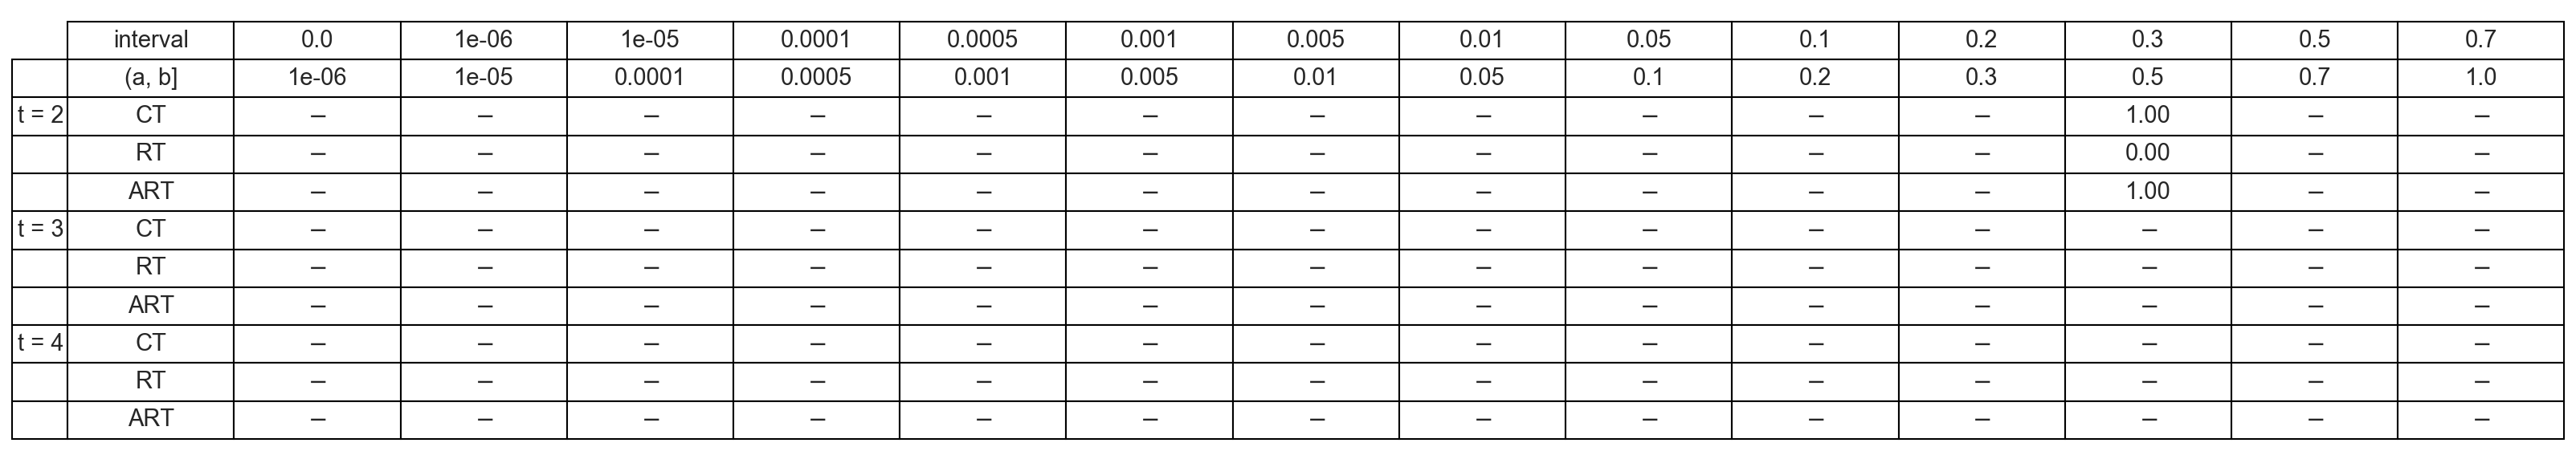 interval 0.0 1e-06 1e-05 0.0001 0.0005 0.001 0.005 0.01 0.05 0.1 0.2 0.3 0.5 0.7
(a, b] 1e-06 1e-05 0.0001 0.0005 0.001 0.005 0.01 0.05 0.1 0.2 0.3 0.5 0.7 1.0
t = 2 CT – – – – – – – – – – – 1.00 – –
RT – – – – – – – – – – – 0.00 – –
ART – – – – – – – – – – – 1.00 – –
t = 3 CT – – – – – – – – – – – – – –
RT – – – – – – – – – – – – – –
ART – – – – – – – – – – – – – –
t = 4 CT – – – – – – – – – – – – – –
RT – – – – – – – – – – – – – –
ART – – – – – – – – – – – – – –